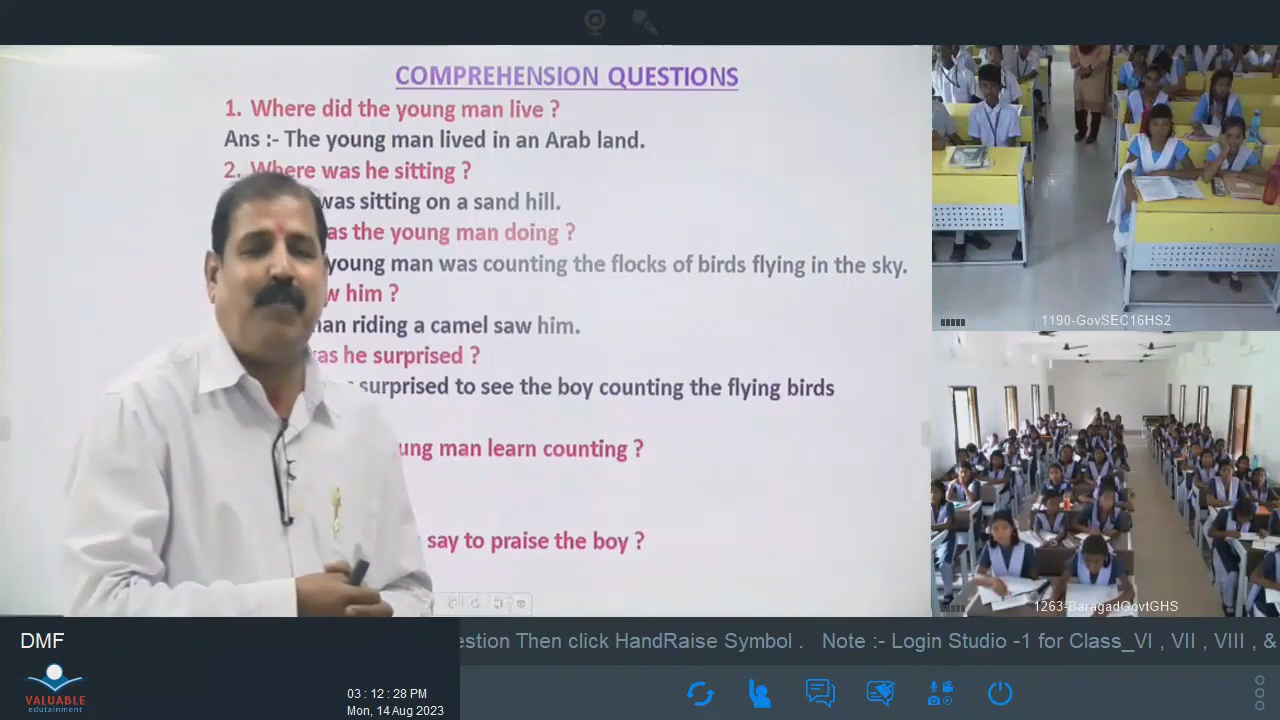 COMPREHENSION QUESTIONS
1. Where did the young man live ?
Ans :- The young man lived in an Arab land.
2. Where was he sitting ?
was sitting on a sand hill.
as the young man doing ?
young man was counting the flocks of birds flying in the sky.
him ?
riding a camel saw him.
as he surprised ?
surprised to see the boy counting the flying birds
ung man learn counting ?
say to praise the boy ?
1190-GovSEC16HS2
1263-BaragadGovtGHS
DMF
estion Then click HandRaise Symbol . Note :- Login Studio -1 for Class_VI , VII , VIII , &
VALUABLE
edutainment
03 : 12 : 28 PM
Mon, 14 Aug 2023